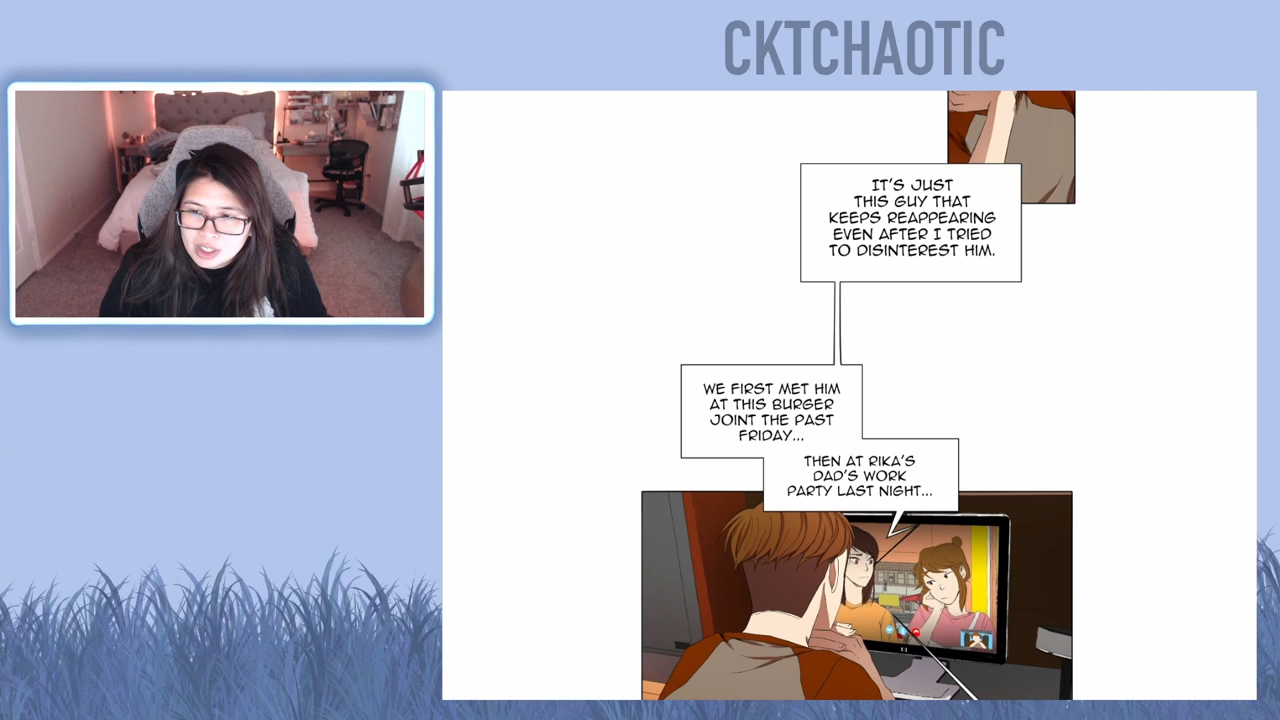 CKTCHAOTIC
IT'S JUST
THIS GUY THAT
KEEPS REAPPEARING
EVEN AFTER I TRIED
TO DISINTEREST HIM.
WE FIRST MET HIM
AT THIS BURGER
JOINT THE PAST
FRIDAY...
THEN AT RIKA'S
DAD'S WORK
PARTY LAST NIGHT...